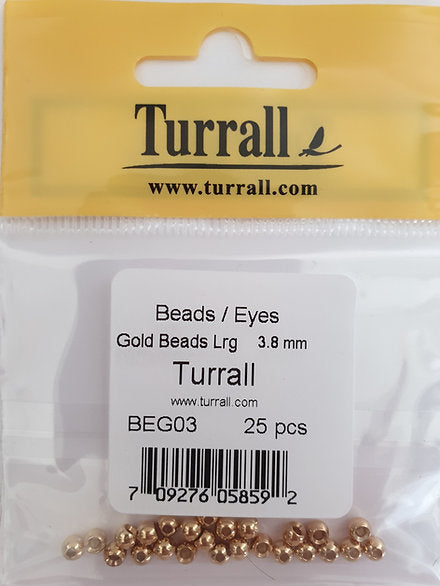 Turrall
www.turrall.com
Beads / Eyes
Gold Beads Lrg 3.8 mm
Turrall
www.turrall.com
BEG03 25 pcs
7 09276 05859 2